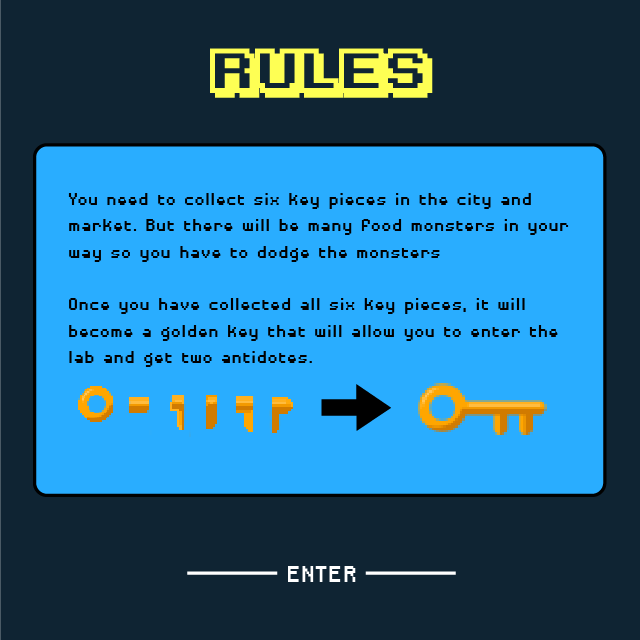 RULES
You need to collect six key pieces in the city and
market. But there will be many food monsters in your
way so you have to dodge the monsters
Once you have collected all six key pieces, it will
become a golden key that will allow you to enter the
lab and get two antidotes.
ENTER